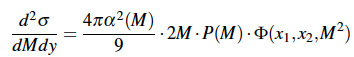 d²σ/dMdy = 4πα²(M)/9 · 2M · P(M) · Φ(x₁,x₂,M²)